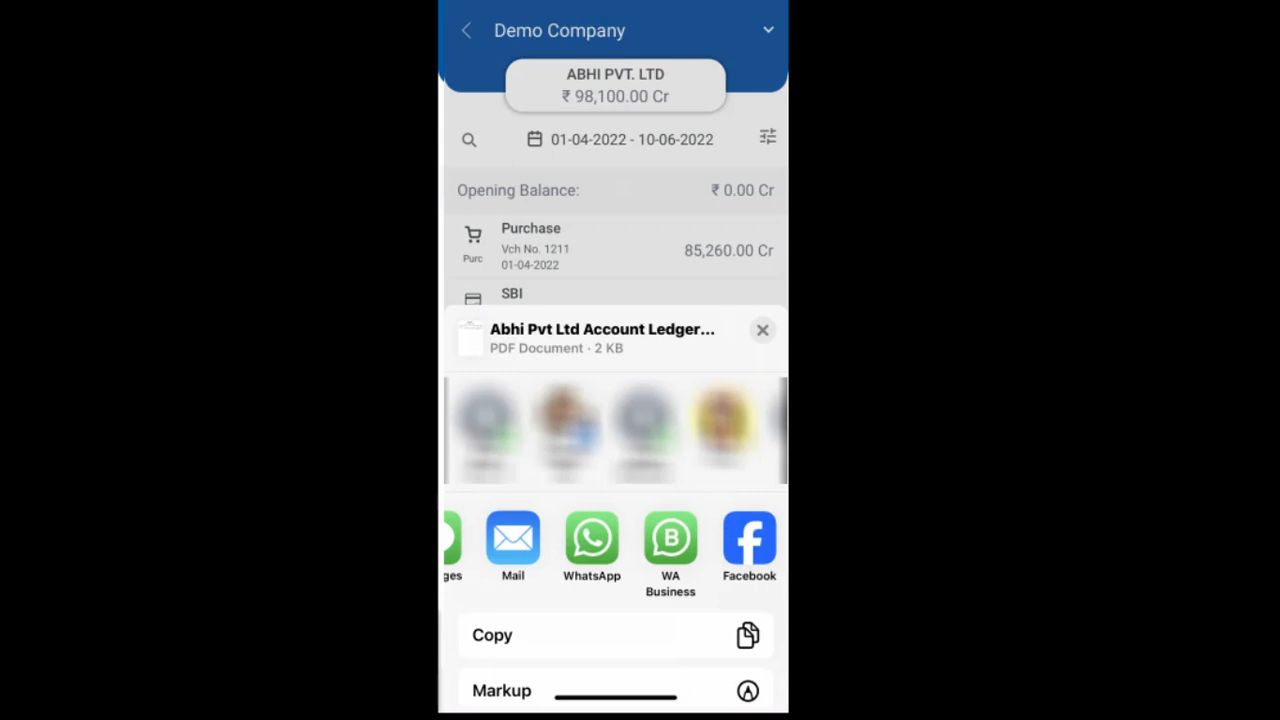 Demo Company
ABHI PVT. LTD
₹ 98,100.00 Cr
01-04-2022 - 10-06-2022
Opening Balance: ₹ 0.00 Cr
Purchase
Vch No. 1211 85,260.00 Cr
Purc
01-04-2022
SBI
Abhi Pvt Ltd Account Ledger...
PDF Document · 2 KB
ges Mail WhatsApp WA Business Facebook
Copy
Markup